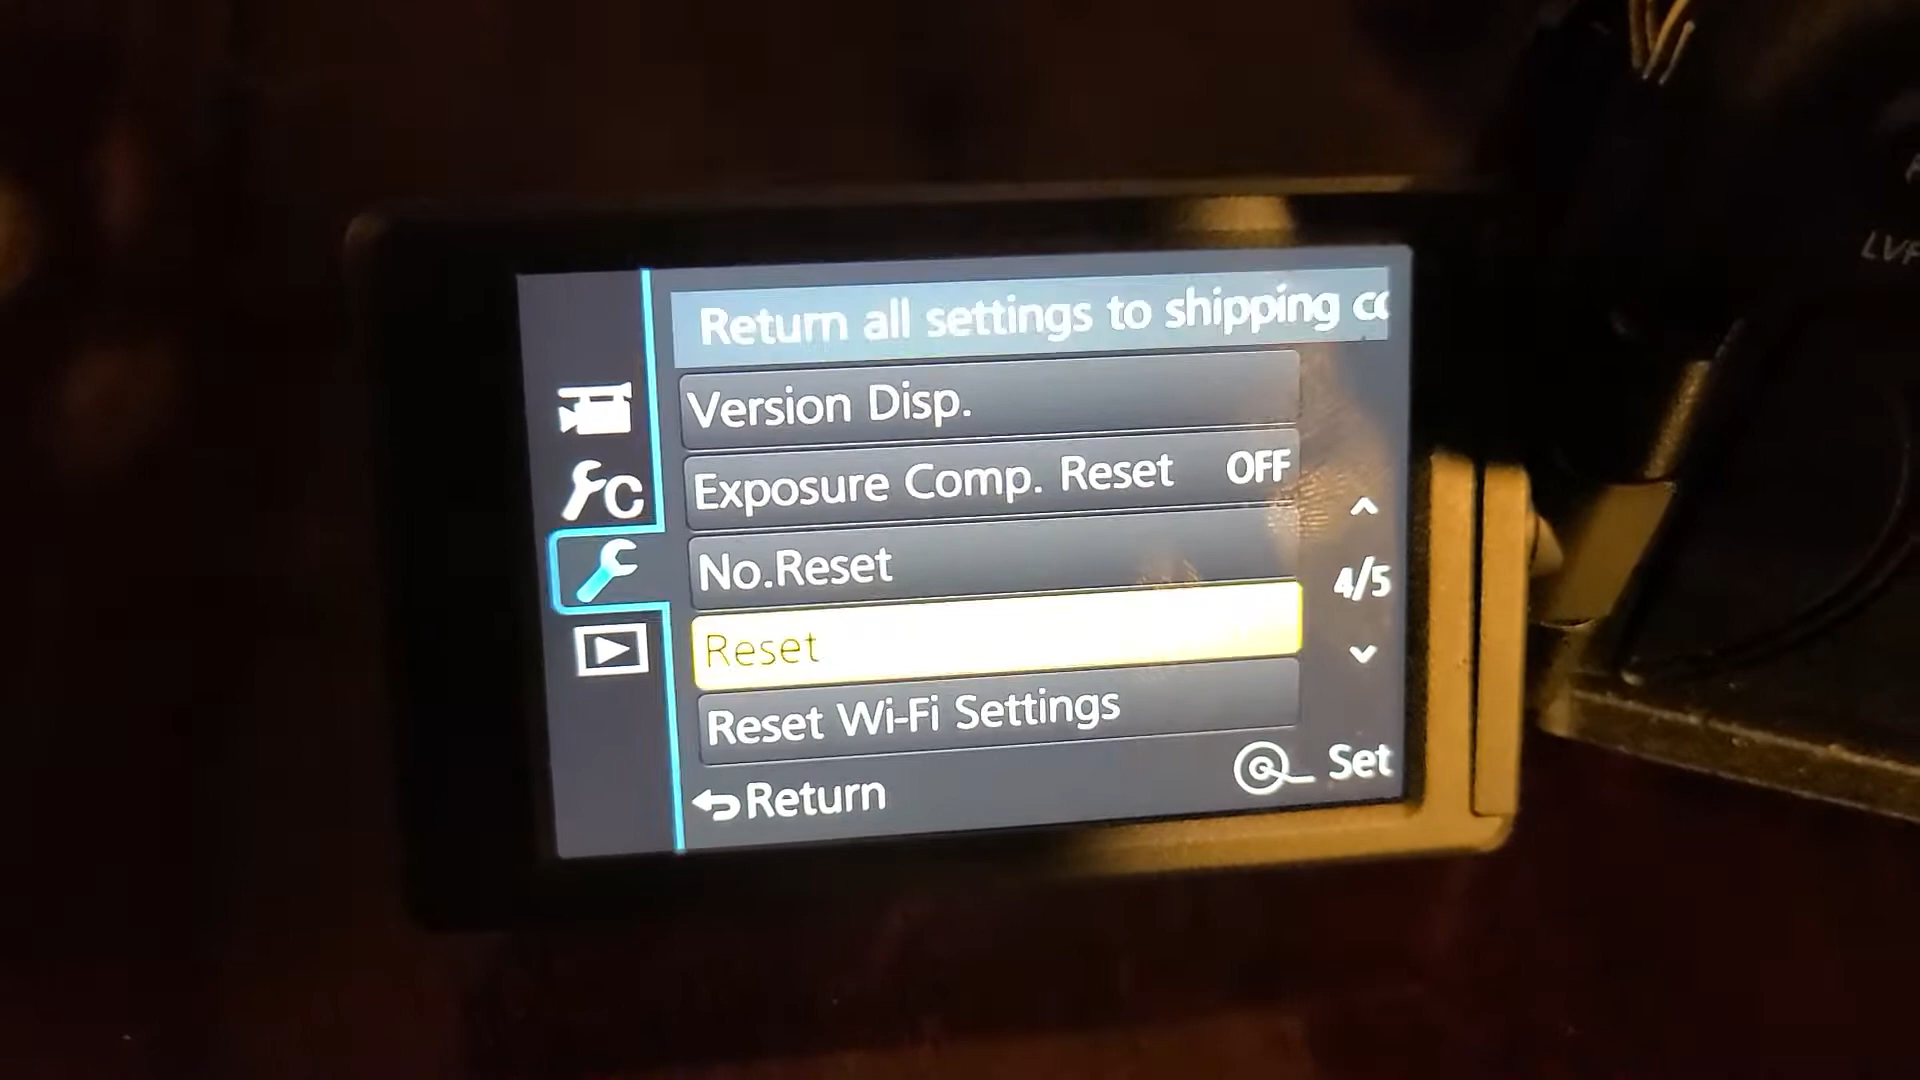 Return all settings to shipping
Version Disp.
Exposure Comp. Reset OFF
No.Reset
4/5
Reset
Reset Wi-Fi Settings
Return
Set
C